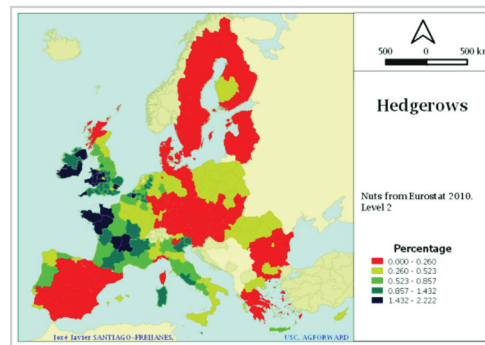 500 0 500 km
Hedgerows
Nuts from Eurostat 2010.
Level 2
Percentage
0.000 - 0.260
0.260 - 0.523
0.523 - 0.857
0.857 - 1.432
1.432 - 2.222
José Javier SANTIAGO-FREIJANES, USC, AGFORWARD